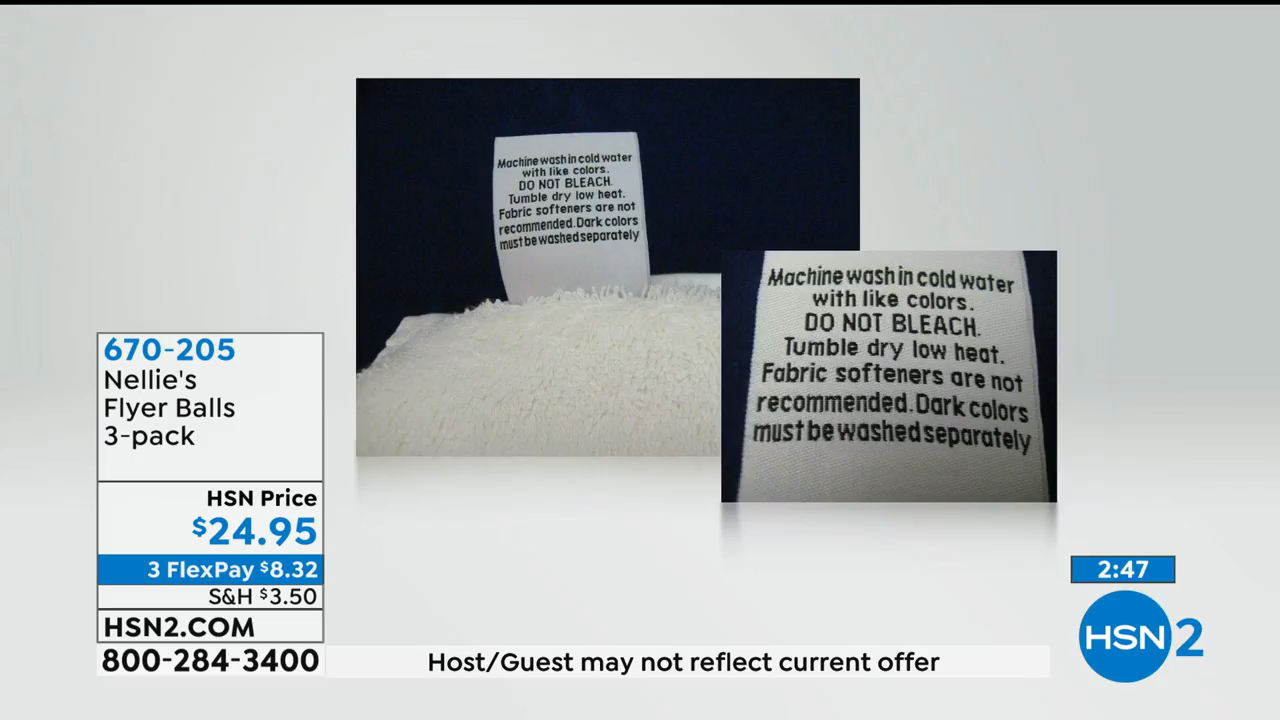 Machine wash in cold water
with like colors.
DO NOT BLEACH.
Tumble dry low heat.
Fabric softeners are not
recommended. Dark colors
must be washed separately
Machine wash in cold water
with like colors.
DO NOT BLEACH.
Tumble dry low heat.
Fabric softeners are not
recommended. Dark colors
must be washed separately
670-205
Nellie's
Flyer Balls
3-pack
HSN Price
$24.95
3 FlexPay $8.32
S&H $3.50
HSN2.COM
800-284-3400
Host/Guest may not reflect current offer
2:47
HSN2